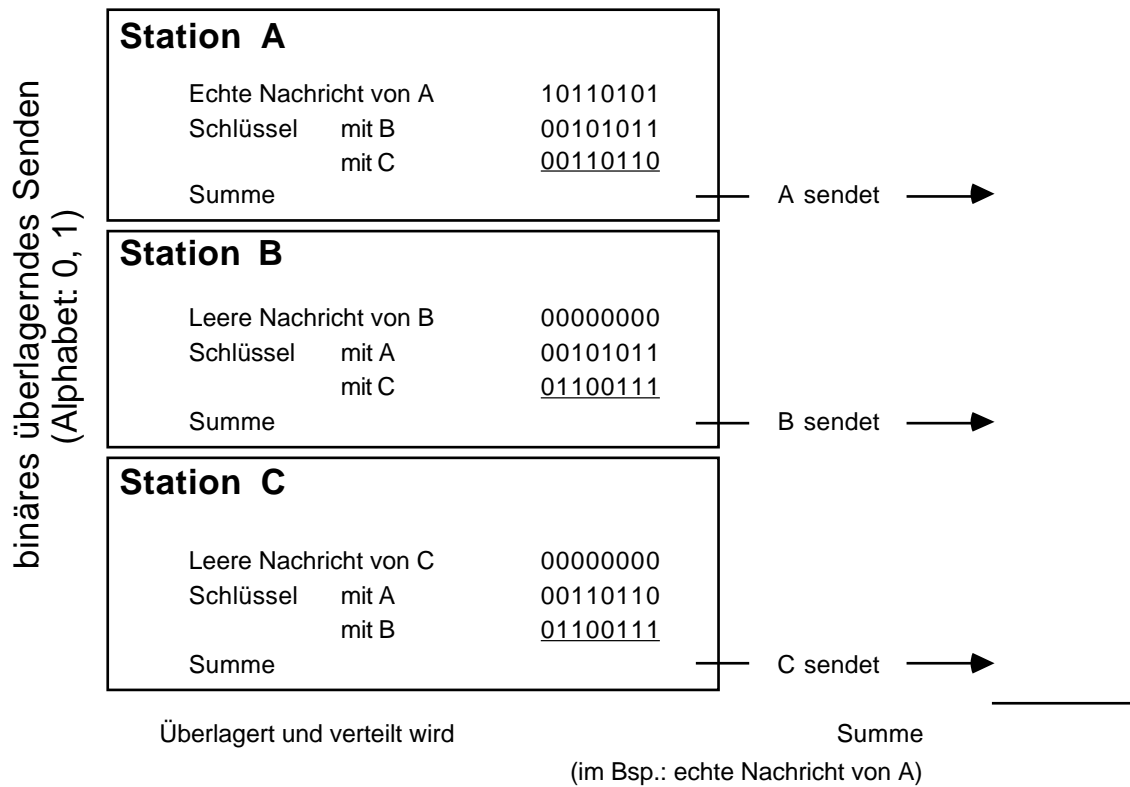 binäres überlagerndes Senden
(Alphabet: 0, 1)
Station A
Echte Nachricht von A 10110101
Schlüssel mit B 00101011
mit C 00110110
Summe
A sendet
Station B
Leere Nachricht von B 00000000
Schlüssel mit A 00101011
mit C 01100111
Summe
B sendet
Station C
Leere Nachricht von C 00000000
Schlüssel mit A 00110110
mit B 01100111
Summe
C sendet
Überlagert und verteilt wird Summe
(im Bsp.: echte Nachricht von A)